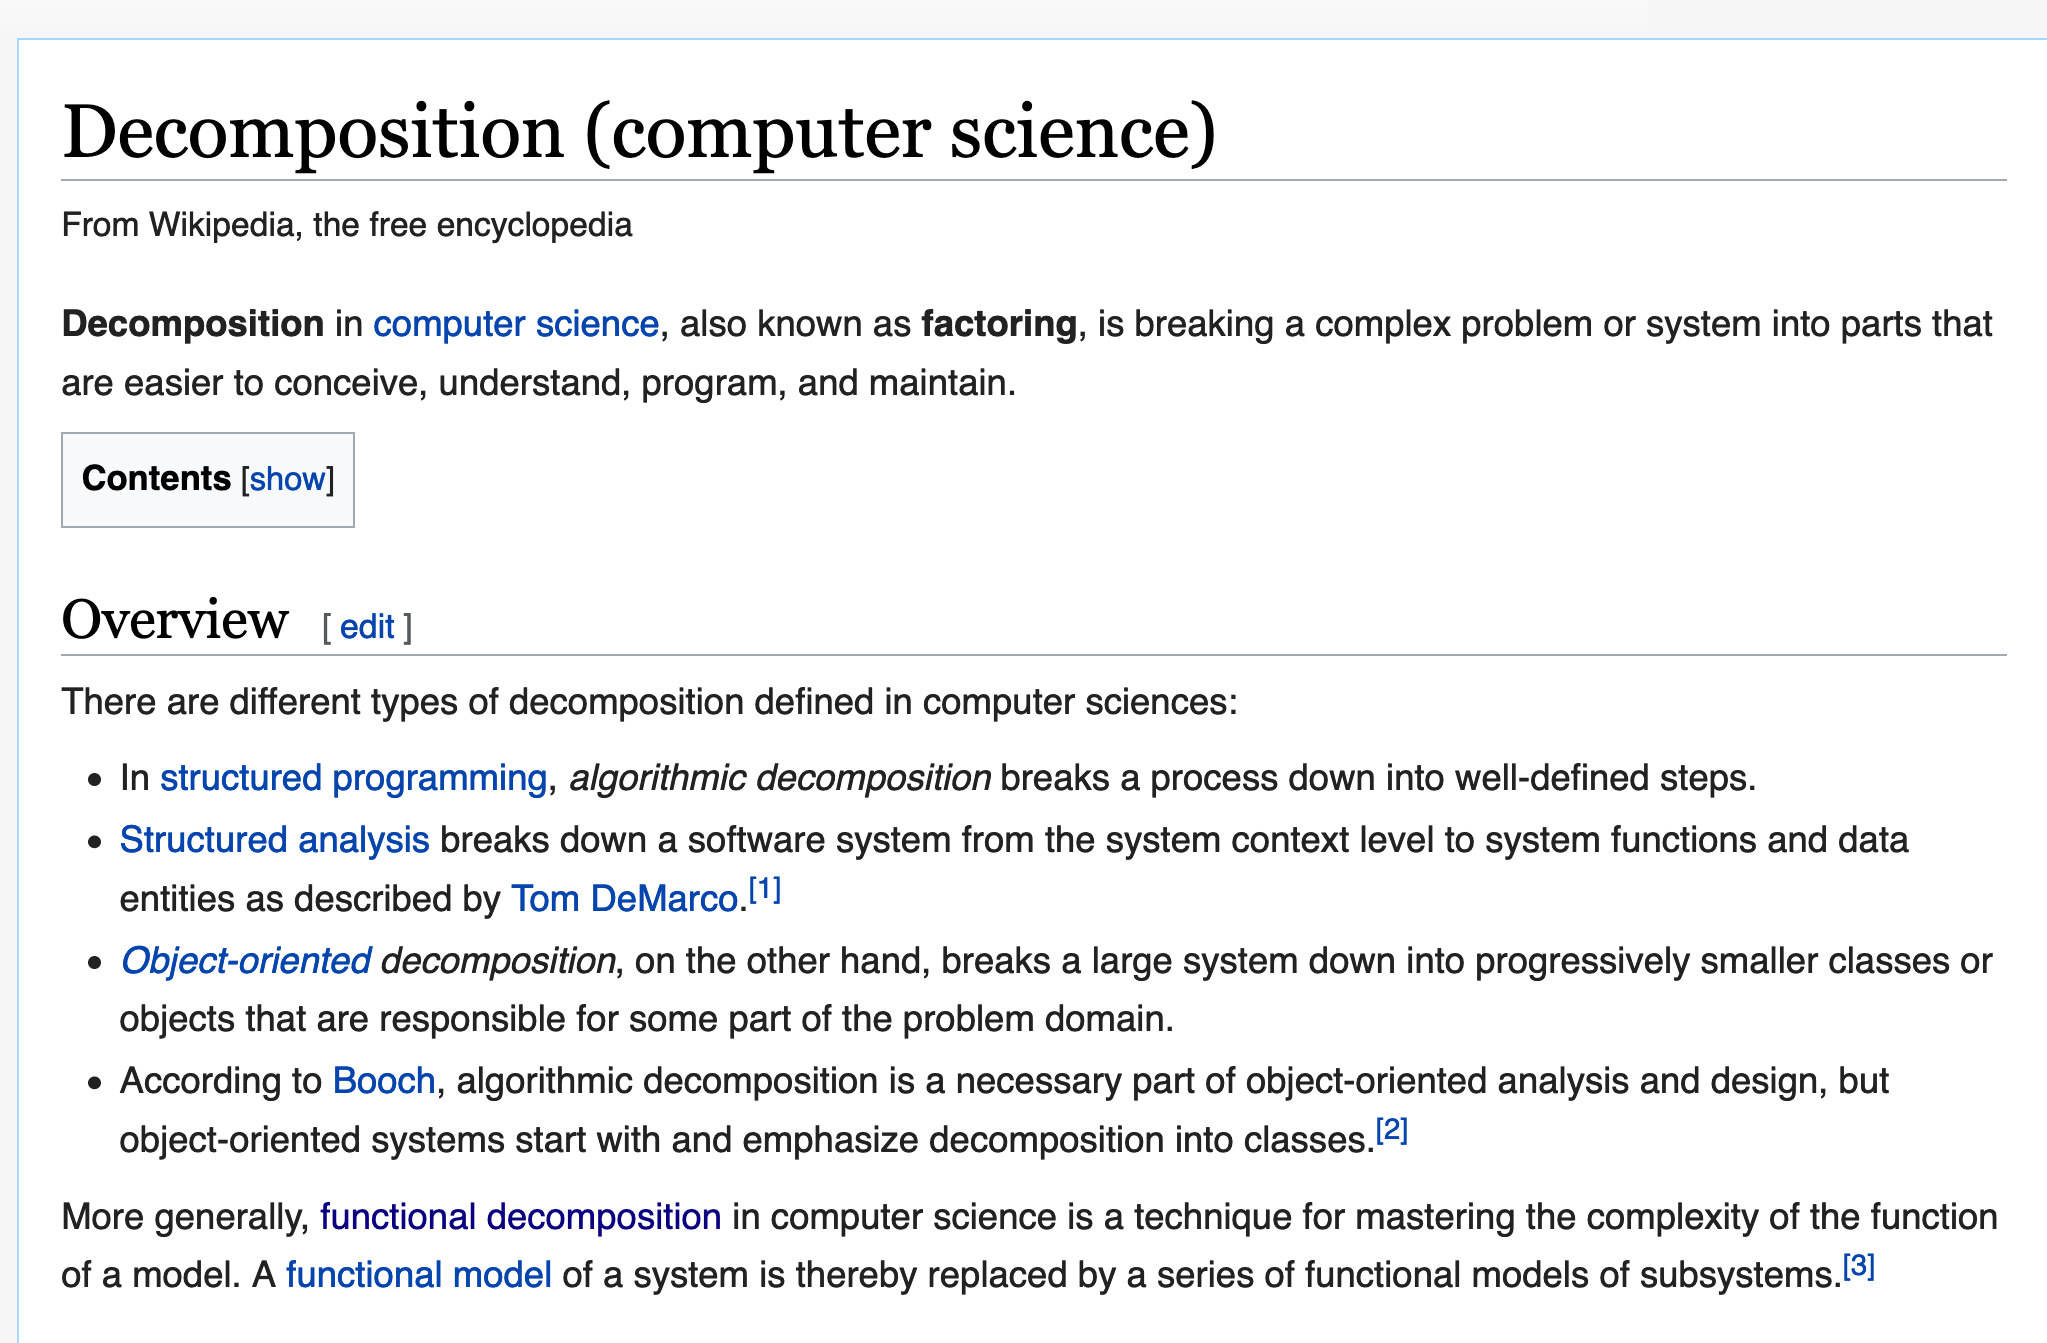 Decomposition (computer science)
From Wikipedia, the free encyclopedia
Decomposition in computer science, also known as factoring, is breaking a complex problem or system into parts that
are easier to conceive, understand, program, and maintain.
Contents [show]
Overview [ edit ]
There are different types of decomposition defined in computer sciences:
• In structured programming, algorithmic decomposition breaks a process down into well-defined steps.
• Structured analysis breaks down a software system from the system context level to system functions and data
entities as described by Tom DeMarco.[1]
• Object-oriented decomposition, on the other hand, breaks a large system down into progressively smaller classes or
objects that are responsible for some part of the problem domain.
• According to Booch, algorithmic decomposition is a necessary part of object-oriented analysis and design, but
object-oriented systems start with and emphasize decomposition into classes.[2]
More generally, functional decomposition in computer science is a technique for mastering the complexity of the function
of a model. A functional model of a system is thereby replaced by a series of functional models of subsystems.[3]